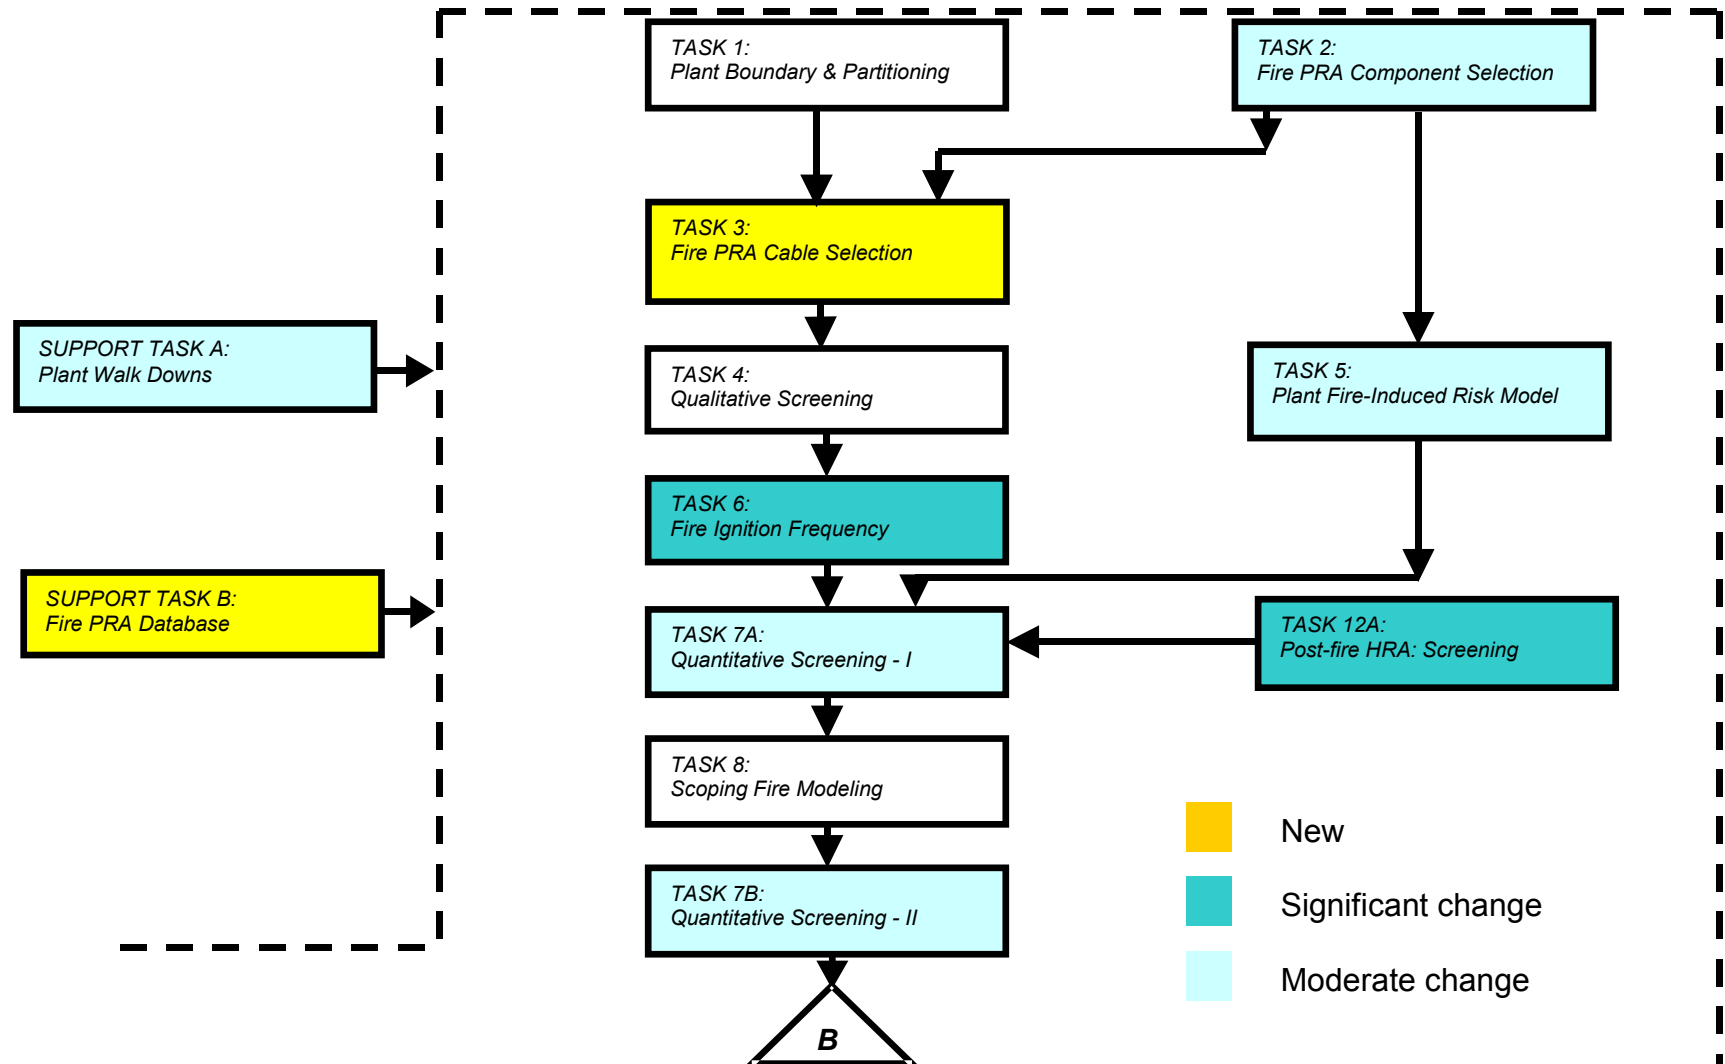 TASK 1:
Plant Boundary & Partitioning
TASK 2:
Fire PRA Component Selection
TASK 3:
Fire PRA Cable Selection
SUPPORT TASK A:
Plant Walk Downs
TASK 4:
Qualitative Screening
TASK 5:
Plant Fire-Induced Risk Model
TASK 6:
Fire Ignition Frequency
SUPPORT TASK B:
Fire PRA Database
TASK 7A:
Quantitative Screening - I
TASK 12A:
Post-fire HRA: Screening
TASK 8:
Scoping Fire Modeling
TASK 7B:
Quantitative Screening - II
New
Significant change
Moderate change
B